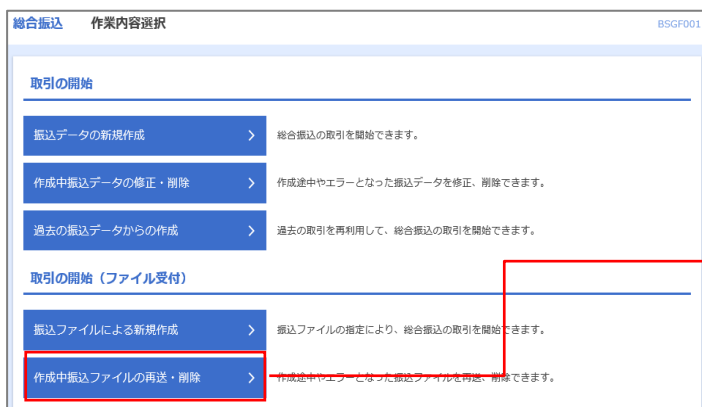 総合振込 作業内容選択 BSGF001
取引の開始
振込データの新規作成 総合振込の取引を開始できます。
作成中振込データの修正・削除 作成途中やエラーとなった振込データを修正、削除できます。
過去の振込データからの作成 過去の取引を再利用して、総合振込の取引を開始できます。
取引の開始（ファイル受付）
振込ファイルによる新規作成 振込ファイルの指定により、総合振込の取引を開始できます。
作成中振込ファイルの再送・削除 作成途中やエラーとなった振込ファイルを再送、削除できます。